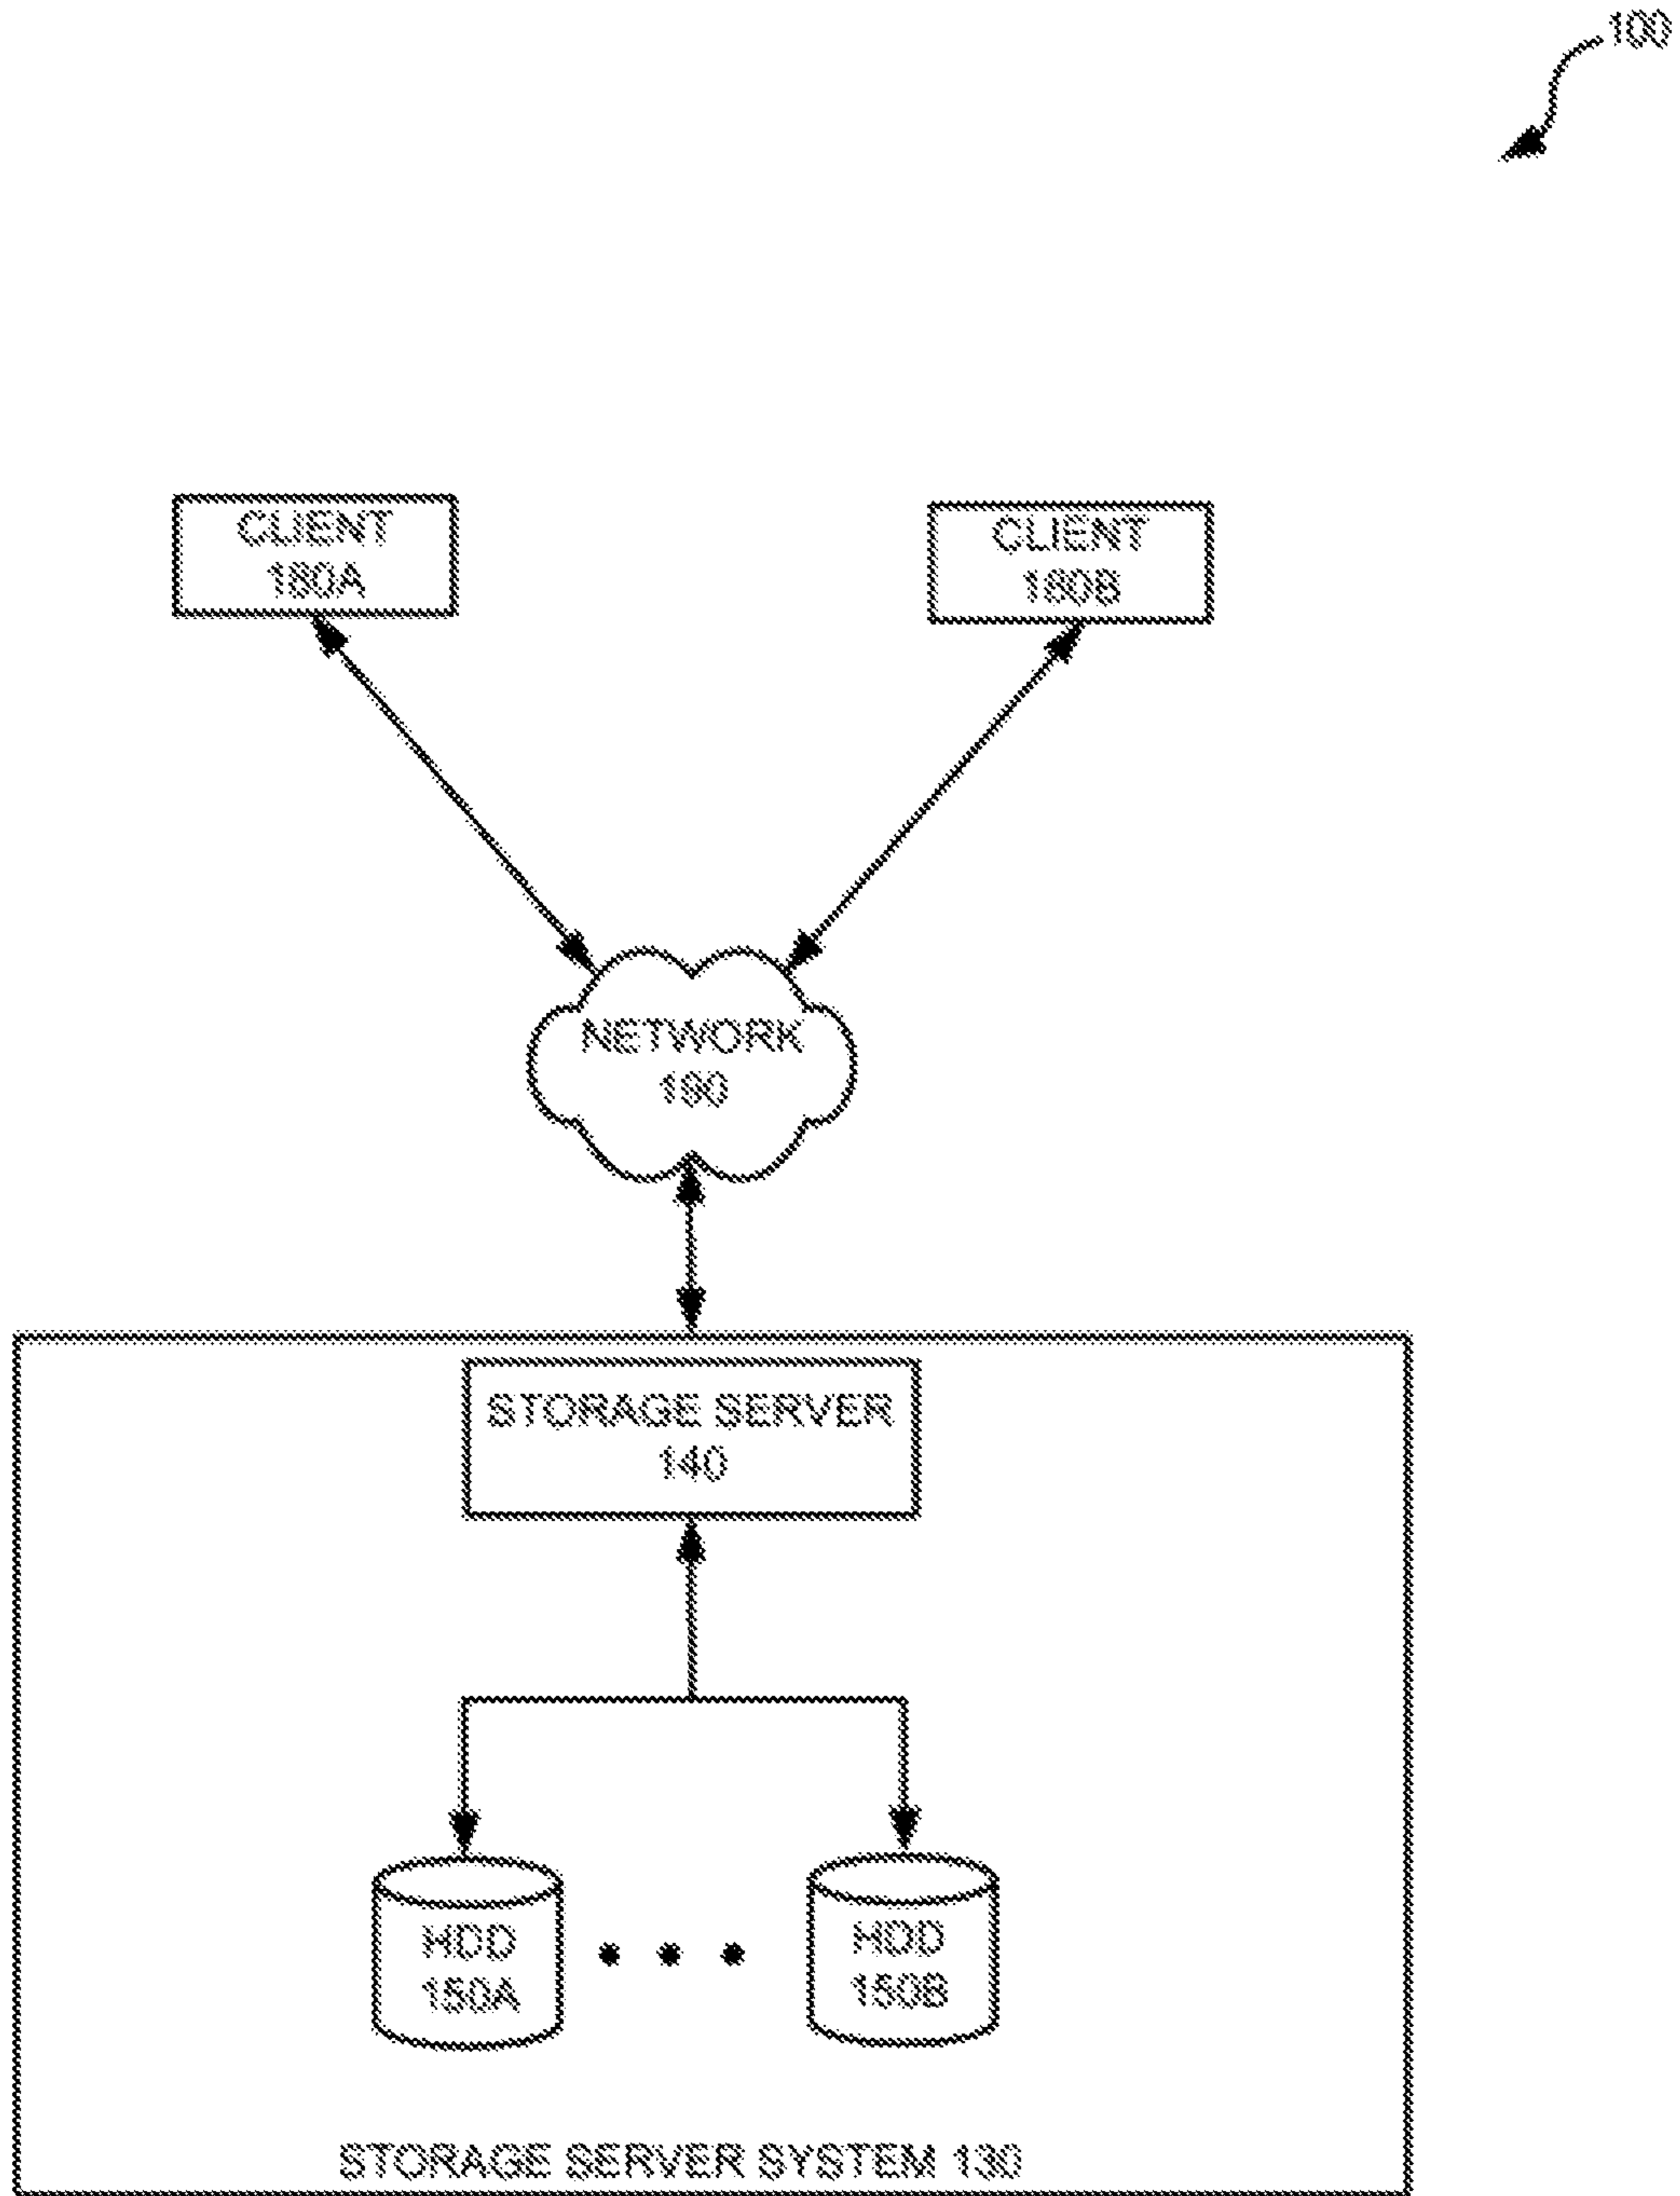 100
CLIENT
180A
CLIENT
180B
NETWORK
190
STORAGE SERVER
140
HDD
150A
HDD
150B
STORAGE SERVER SYSTEM 130